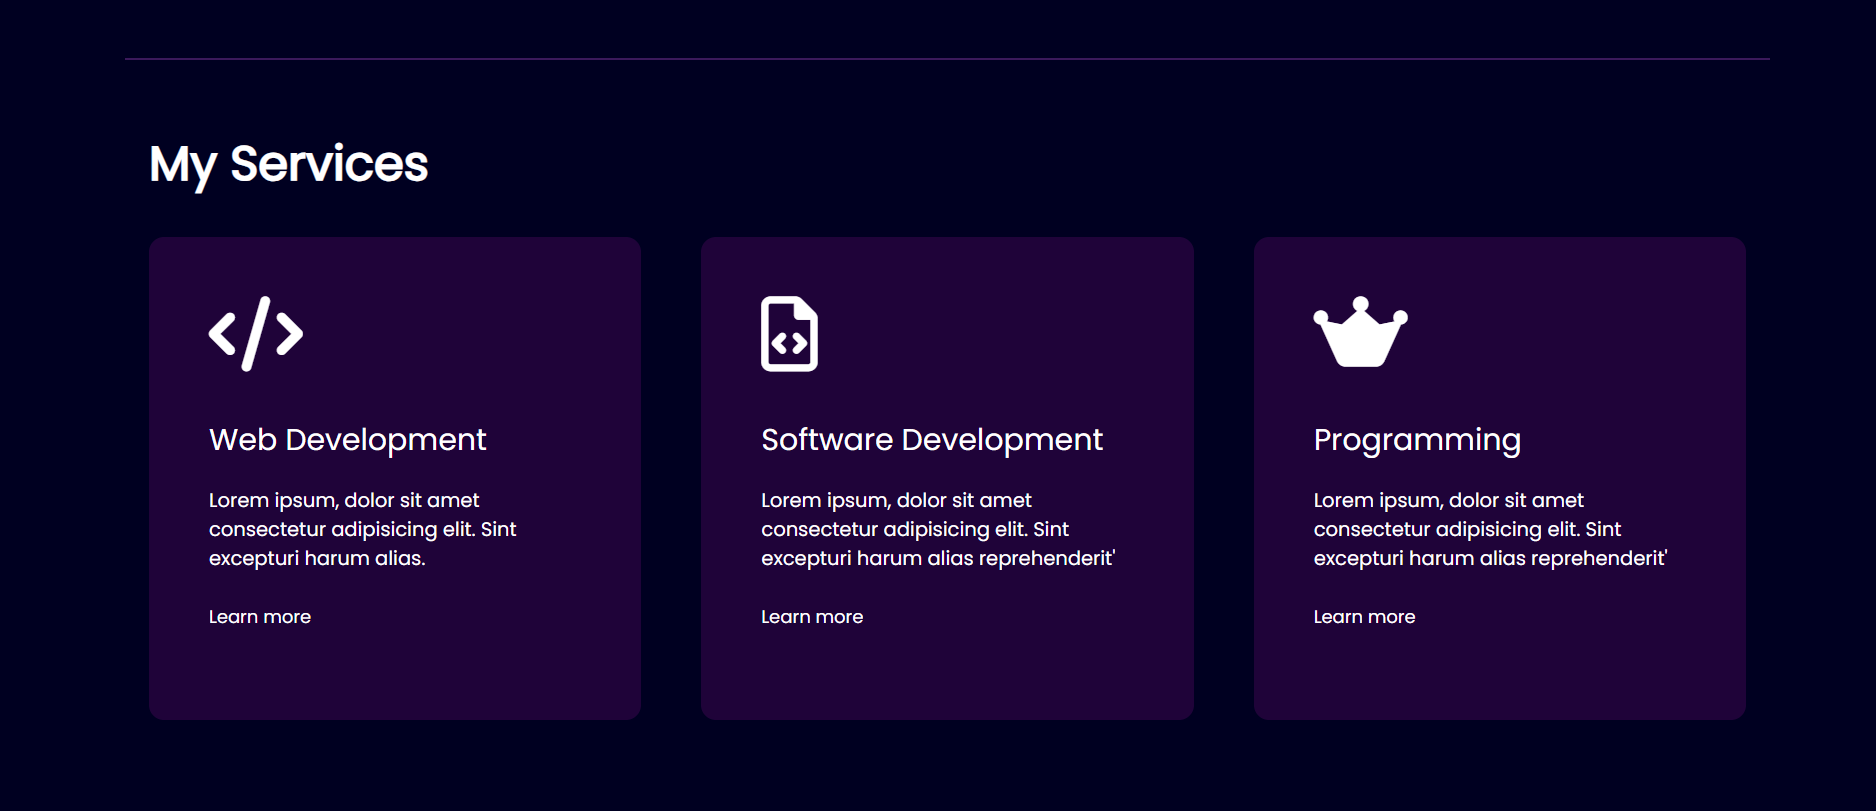 My Services
Web Development
Lorem ipsum, dolor sit amet
consectetur adipisicing elit. Sint
excepturi harum alias.
Learn more
Software Development
Lorem ipsum, dolor sit amet
consectetur adipisicing elit. Sint
excepturi harum alias reprehenderit'
Learn more
Programming
Lorem ipsum, dolor sit amet
consectetur adipisicing elit. Sint
excepturi harum alias reprehenderit'
Learn more